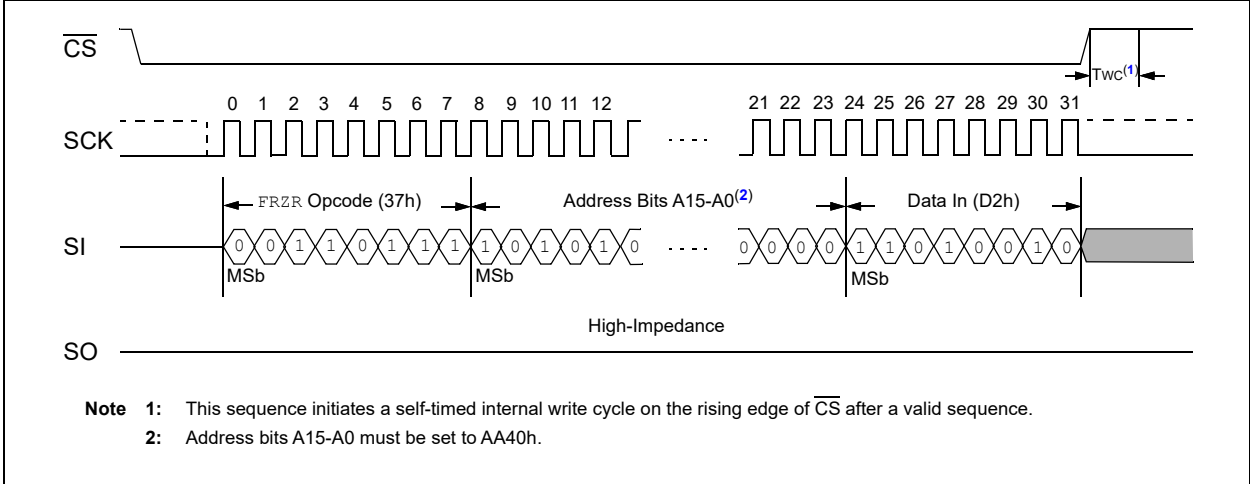 CS
TWC(1)
0 1 2 3 4 5 6 7 8 9 10 11 12 21 22 23 24 25 26 27 28 29 30 31
SCK
FRZR Opcode (37h) Address Bits A15-A0(2) Data In (D2h)
SI 0 0 1 1 0 1 1 1 1 0 1 0 1 0 0 0 0 0 1 1 0 1 0 0 1 0
MSb MSb MSb
High-Impedance
SO
Note 1: This sequence initiates a self-timed internal write cycle on the rising edge of CS after a valid sequence.
2: Address bits A15-A0 must be set to AA40h.